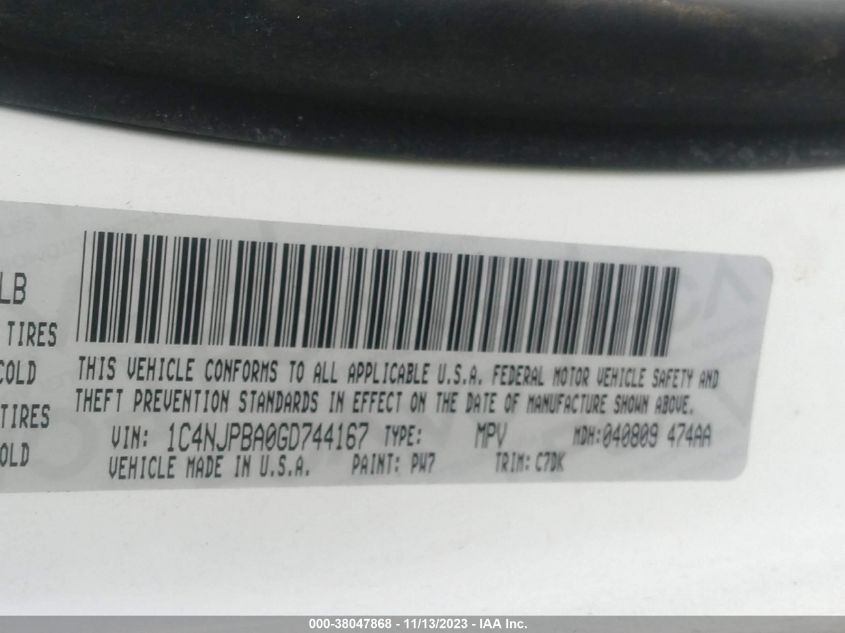 LB
TIRES
COLD
TIRES
OLD
THIS VEHICLE CONFORMS TO ALL APPLICABLE U.S.A. FEDERAL MOTOR VEHICLE SAFETY AND
THEFT PREVENTION STANDARDS IN EFFECT ON THE DATE OF MANUFACTURE SHOWN ABOVE.
VIN: 1C4NJPBA0GD744167 TYPE: MPV MDH:040809 474AA
VEHICLE MADE IN U.S.A. PAINT: PW7 TRIM: C7DK
000-38047868 - 11/13/2023 - IAA Inc.